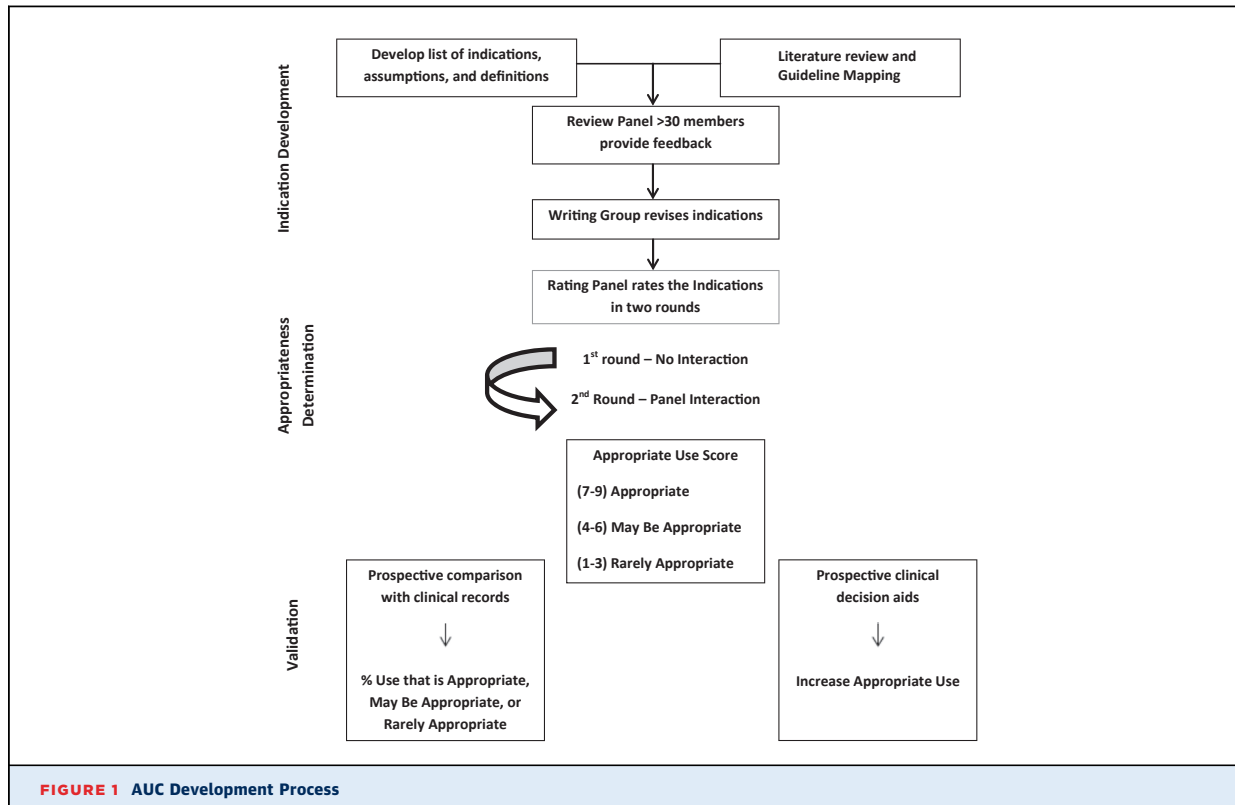 Develop list of indications,
assumptions, and definitions
Literature review and
Guideline Mapping
Indication Development
Review Panel >30 members
provide feedback
Writing Group revises indications
Rating Panel rates the Indications
in two rounds
Appropriateness
Determination
1st round – No Interaction
2nd Round – Panel Interaction
Appropriate Use Score
(7-9) Appropriate
(4-6) May Be Appropriate
(1-3) Rarely Appropriate
Validation
Prospective comparison
with clinical records
% Use that is Appropriate,
May Be Appropriate, or
Rarely Appropriate
Prospective clinical
decision aids
Increase Appropriate Use
FIGURE 1 AUC Development Process